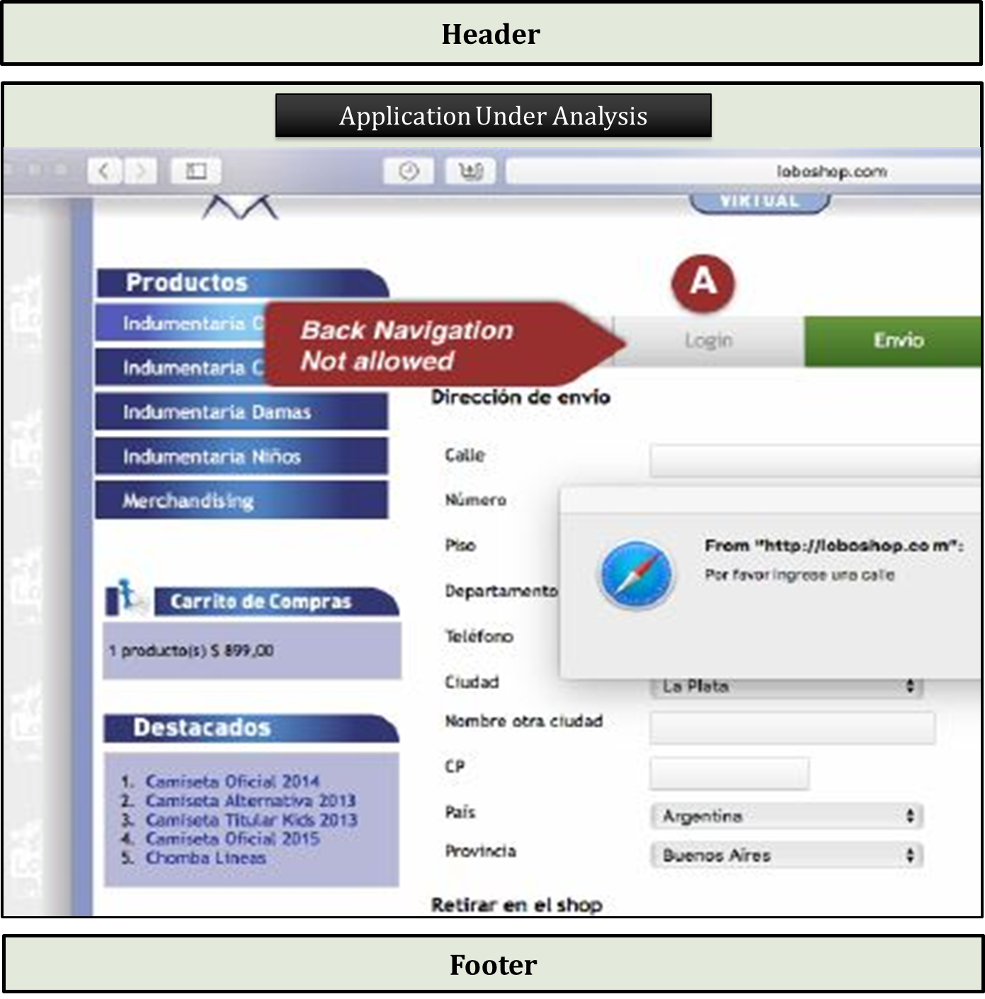 Header
Application Under Analysis
loboshop.com
VIRTUAL
Productos
A
Indumentaria
Back Navigation
Not allowed
Login
Envio
Indumentaria
Dirección de envío
Indumentaria Damas
Calle
Indumentaria Niños
Número
Merchandising
Piso
From "http://loboshop.co m":
Por favor ingrese una calle
Departamento
Carrito de Compras
Teléfono
1 producto(s) $ 899,00
Ciudad
La Plata
Nombre otra ciudad
Destacados
CP
1. Camiseta Oficial 2014
2. Camiseta Alternativa 2013
3. Camiseta Titular Kids 2013
4. Camiseta Oficial 2015
5. Chomba Lineas
País
Argentina
Provincia
Buenos Aires
Retirar en el shop
Footer